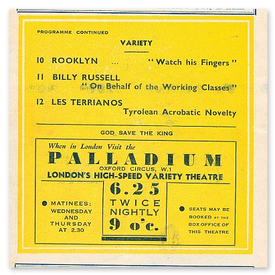 PROGRAMME CONTINUED
VARIETY
10 ROOKLYN ... "Watch his Fingers"
11 BILLY RUSSELL
"On Behalf of the Working Classes"
12 LES TERRIANOS
Tyrolean Acrobatic Novelty
GOD SAVE THE KING
When in London Visit the
PALLADIUM
OXFORD CIRCUS, W.1
LONDON'S HIGH-SPEED VARIETY THEATRE
● MATINEES:
WEDNESDAY
AND
THURSDAY
AT 2.30
6.25
TWICE
NIGHTLY
9 o'c.
● SEATS MAY BE
BOOKED AT THE
BOX OFFICE OF
THIS THEATRE